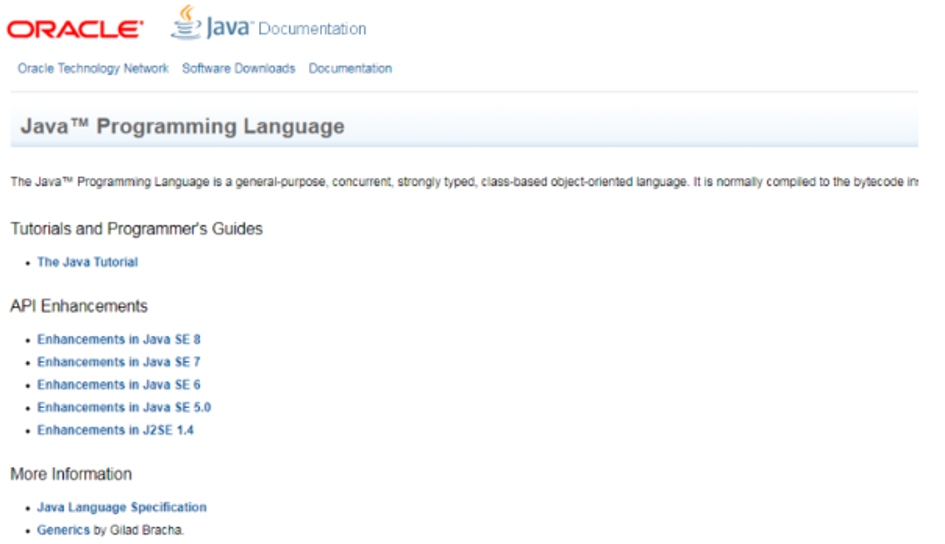 ORACLE Java™ Documentation
Oracle Technology Network Software Downloads Documentation
Java™ Programming Language
The Java™ Programming Language is a general-purpose, concurrent, strongly typed, class-based object-oriented language. It is normally compiled to the bytecode
Tutorials and Programmer's Guides
• The Java Tutorial
API Enhancements
• Enhancements in Java SE 8
• Enhancements in Java SE 7
• Enhancements in Java SE 6
• Enhancements in Java SE 5.0
• Enhancements in J2SE 1.4
More Information
• Java Language Specification
• Generics by Gilad Bracha.